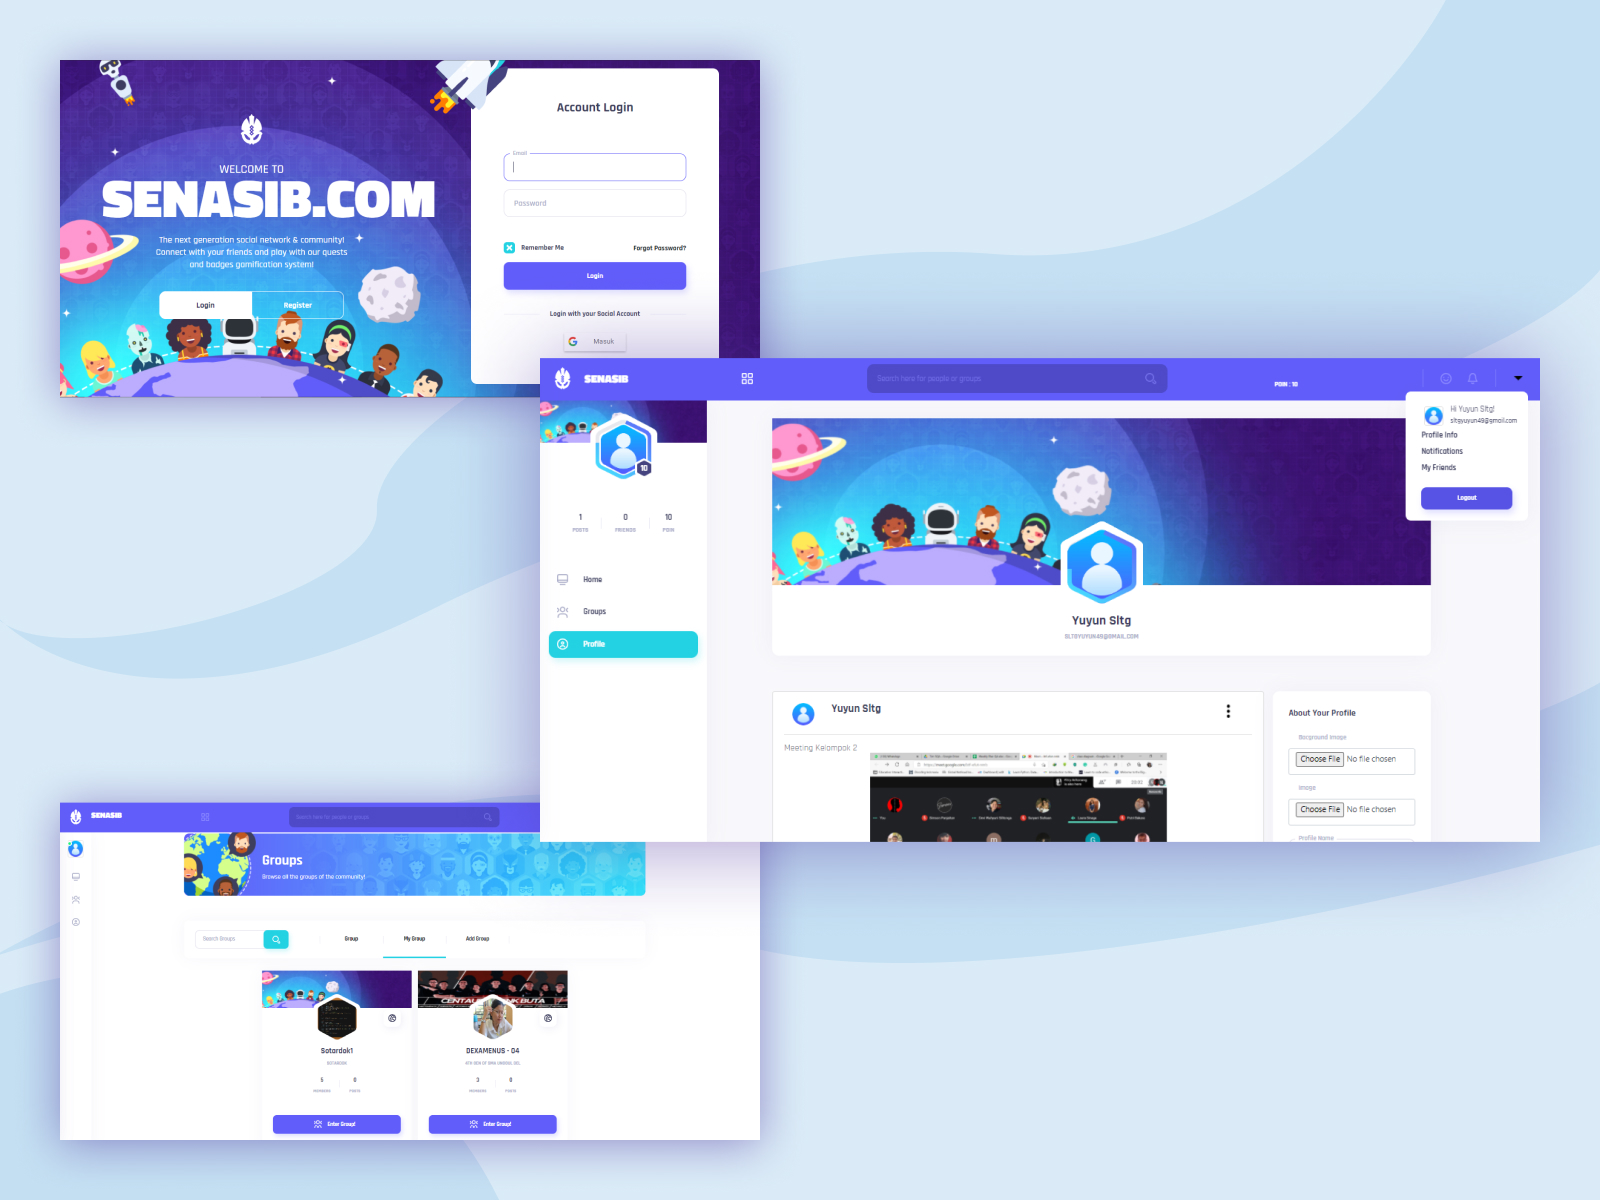 WELCOME TO
SENASIB.COM
The next generation social network & community!
Connect with your friends and play with our quests
and badges gamification system!
Login
Register
Account Login
Email
Password
Remember Me
Forgot Password?
Login
Login with your Social Account
Masuk
SENASIB
Search here for people or groups
POIN : 10
Hi Yuyun Sltg!
sltgyuyun49@gmail.com
Profile Info
Notifications
My Friends
Logout
10
1
0
10
POSTS
FRIENDS
POIN
Home
Groups
Profile
Yuyun Sltg
SLTGYUYUN49@GMAIL.COM
Yuyun Sltg
Meeting Kelompok 2
About Your Profile
Bacground Image
Choose File No file chosen
Image
Choose File No file chosen
Profile Name
SENASIB
Search here for people or groups
Groups
Browse all the groups of the community!
Search Groups
Group
My Group
Add Group
Satardok1
5
0
MEMBERS
POSTS
Enter Group!
DEXAMENUS - 04
3
0
MEMBERS
POSTS
Enter Group!